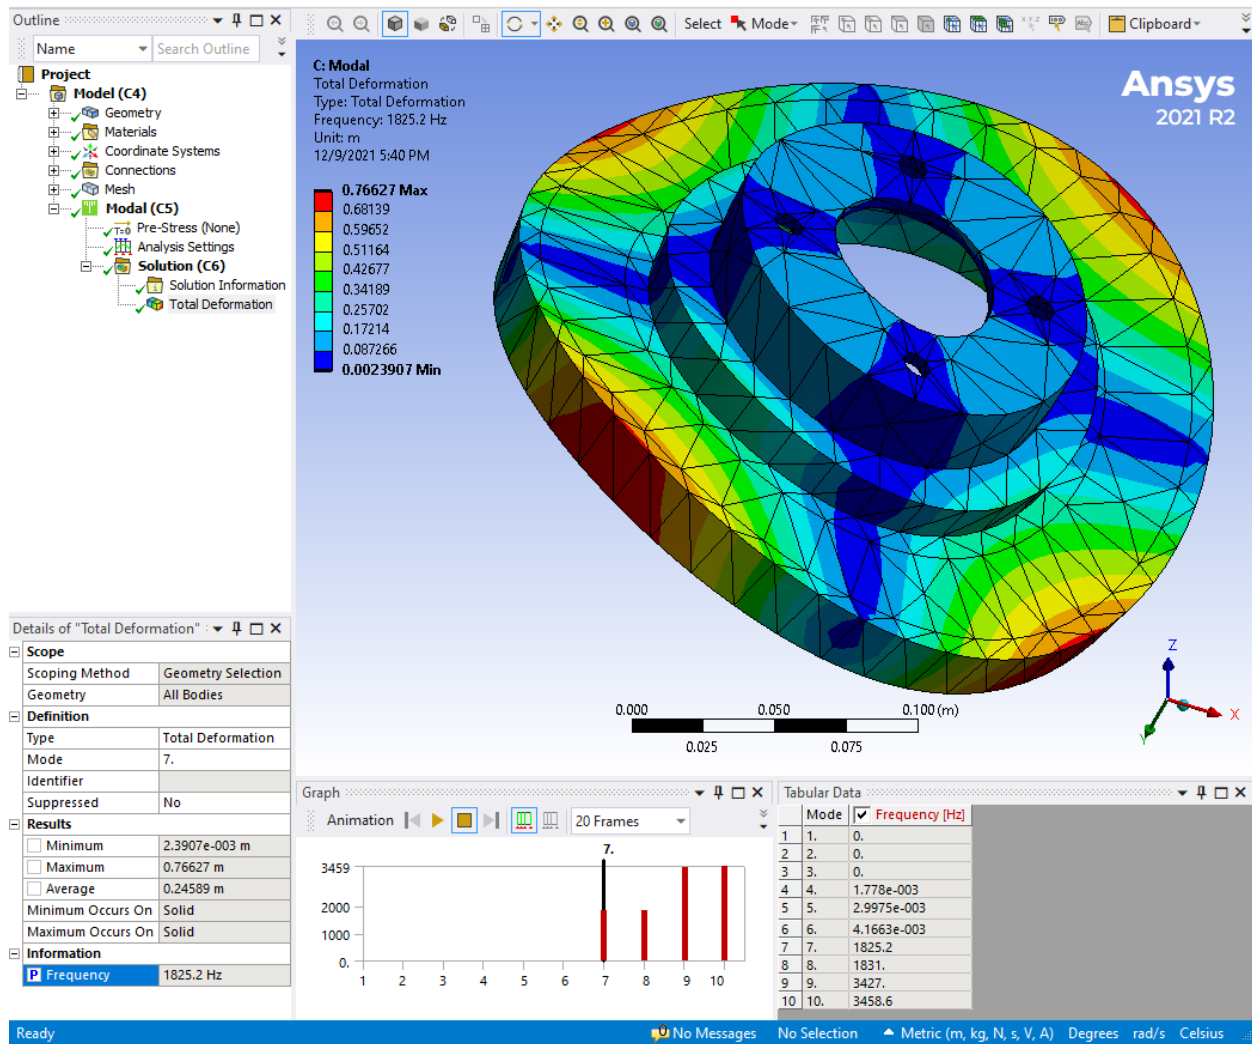 Outline
Name
Search Outline
Project
Model (C4)
Geometry
Materials
Coordinate Systems
Connections
Mesh
Modal (C5)
T=0 Pre-Stress (None)
Analysis Settings
Solution (C6)
Solution Information
Total Deformation
Details of "Total Deformation"
Scope
Scoping Method Geometry Selection
Geometry All Bodies
Definition
Type Total Deformation
Mode 7.
Identifier
Suppressed No
Results
Minimum 2.3907e-003 m
Maximum 0.76627 m
Average 0.24589 m
Minimum Occurs On Solid
Maximum Occurs On Solid
Information
P Frequency 1825.2 Hz
Select Mode Clipboard
C: Modal
Total Deformation
Type: Total Deformation
Frequency: 1825.2 Hz
Unit: m
12/9/2021 5:40 PM
0.76627 Max
0.68139
0.59652
0.51164
0.42677
0.34189
0.25702
0.17214
0.087266
0.0023907 Min
Ansys
2021 R2
0.000 0.050 0.100 (m)
0.025 0.075
Z
X
Y
Graph
Animation 20 Frames
7.
3459
2000
1000
0.
1 2 3 4 5 6 7 8 9 10
Tabular Data
Mode Frequency [Hz]
1 1. 0.
2 2. 0.
3 3. 0.
4 4. 1.778e-003
5 5. 2.9975e-003
6 6. 4.1663e-003
7 7. 1825.2
8 8. 1831.
9 9. 3427.
10 10. 3458.6
Ready No Messages No Selection Metric (m, kg, N, s, V, A) Degrees rad/s Celsius